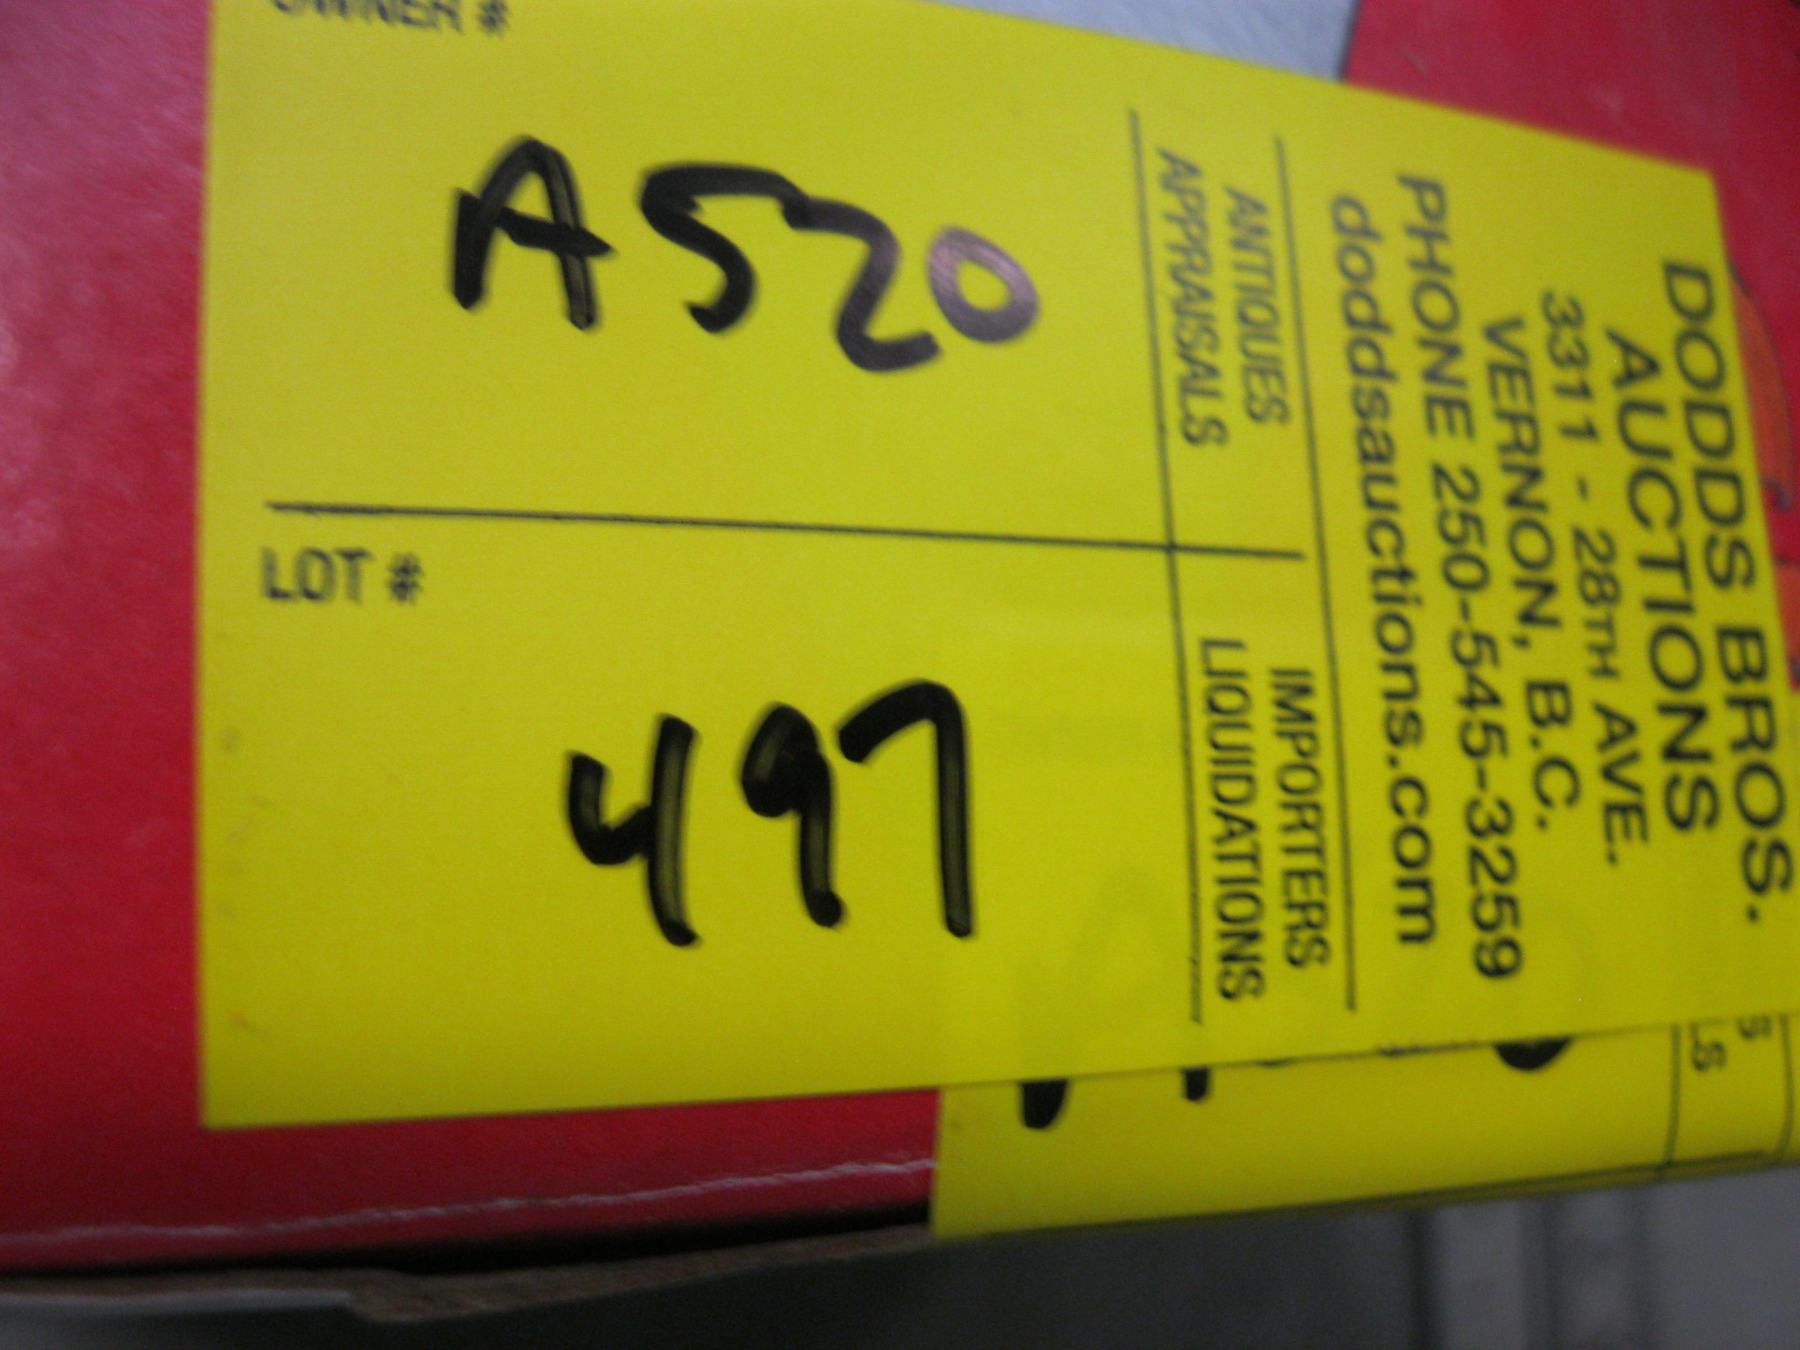 OWNER #
A520
LOT #
497
DODDS BROS.
AUCTIONS
3311 - 28TH AVE.
VERNON, B.C.
PHONE 250-545-3259
doddsauctions.com
ANTIQUES
APPRAISALS
IMPORTERS
LIQUIDATIONS